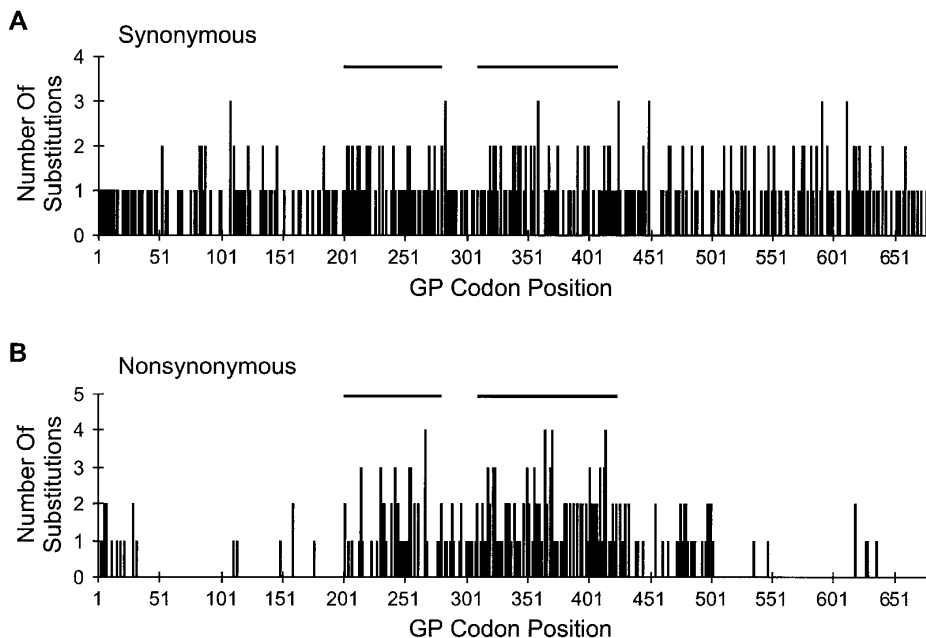 A
Synonymous
Number Of
Substitutions
4
3
2
1
0
1 51 101 151 201 251 301 351 401 451 501 551 601 651
GP Codon Position
B
Nonsynonymous
Number Of
Substitutions
5
4
3
2
1
0
1 51 101 151 201 251 301 351 401 451 501 551 601 651
GP Codon Position